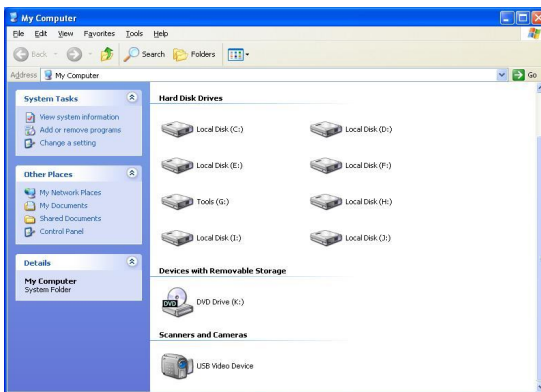 My Computer
File Edit View Favorites Tools Help
Back Search Folders
Address My Computer Go
System Tasks
View system information
Add or remove programs
Change a setting
Other Places
My Network Places
My Documents
Shared Documents
Control Panel
Details
My Computer
System Folder
Hard Disk Drives
Local Disk (C:) Local Disk (D:)
Local Disk (E:) Local Disk (F:)
Tools (G:) Local Disk (H:)
Local Disk (I:) Local Disk (J:)
Devices with Removable Storage
DVD
DVD Drive (K:)
Scanners and Cameras
USB Video Device